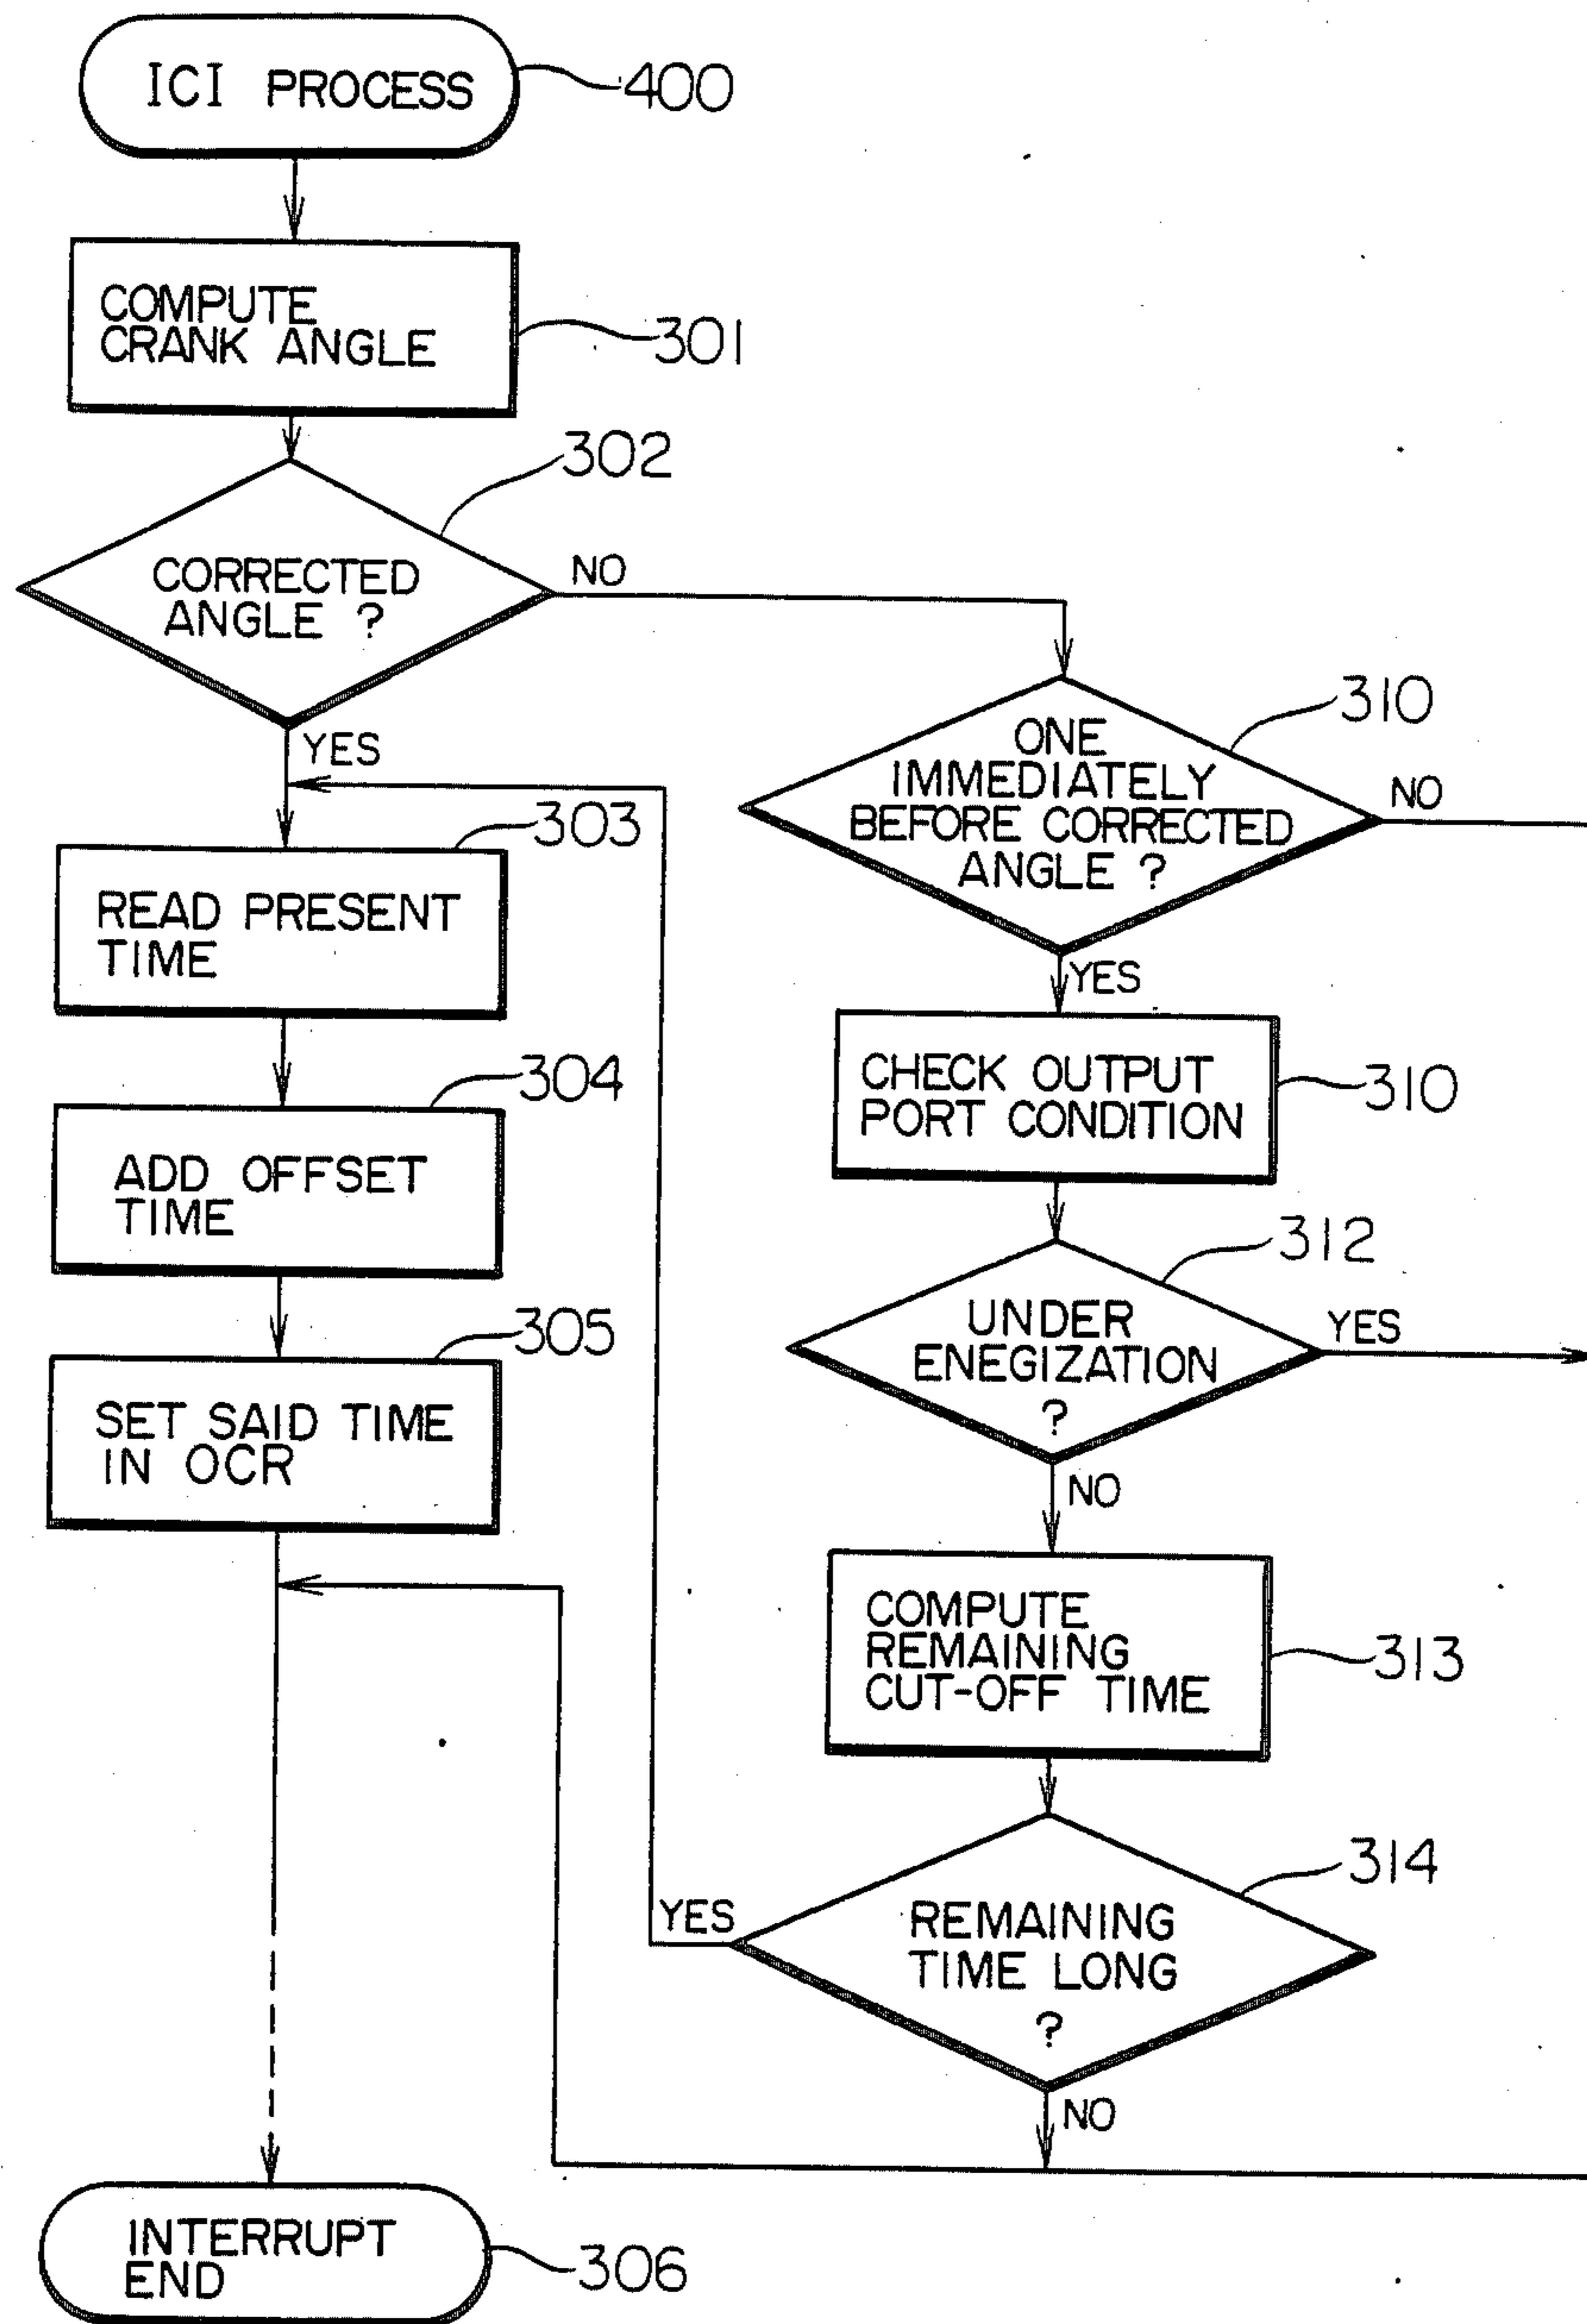 ICI PROCESS
400
COMPUTE
CRANK ANGLE
301
302
CORRECTED
ANGLE ?
NO
YES
310
ONE
IMMEDIATELY
BEFORE CORRECTED
ANGLE ?
NO
YES
303
READ PRESENT
TIME
304
ADD OFFSET
TIME
305
SET SAID TIME
IN OCR
CHECK OUTPUT
PORT CONDITION
310
312
UNDER
ENEGIZATION
?
YES
NO
COMPUTE
REMAINING
CUT-OFF TIME
313
314
YES
REMAINING
TIME LONG
?
NO
INTERRUPT
END
306